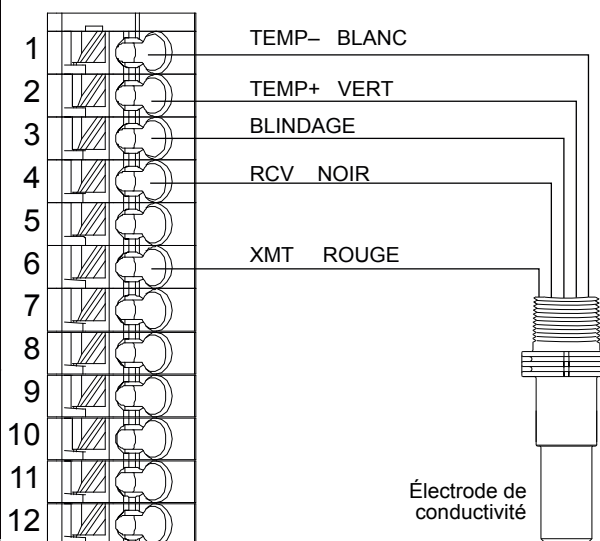 1 TEMP– BLANC
2 TEMP+ VERT
3 BLINDAGE
4 RCV NOIR
5
6 XMT ROUGE
7
8
9
10
11
12
Électrode de
conductivité